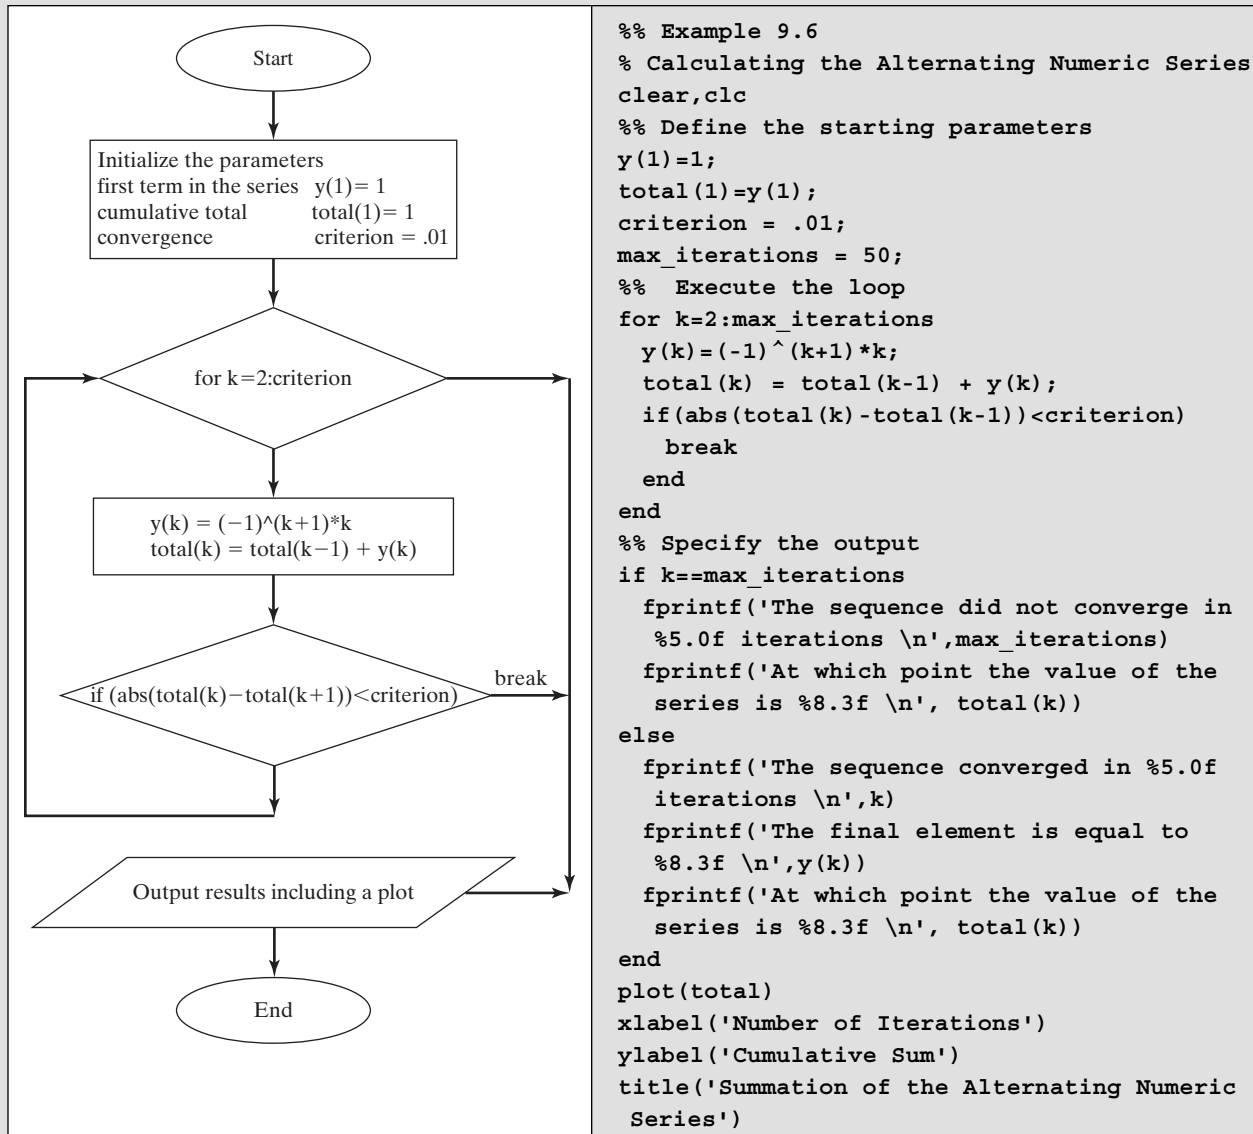 Start
Initialize the parameters
first term in the series y(1)= 1
cumulative total total(1)= 1
convergence criterion = .01
for k=2:criterion
y(k) = (−1)^(k+1)*k
total(k) = total(k−1) + y(k)
if (abs(total(k)−total(k+1))<criterion)
break
Output results including a plot
End
%% Example 9.6
% Calculating the Alternating Numeric Series
clear,clc
%% Define the starting parameters
y(1)=1;
total(1)=y(1);
criterion = .01;
max_iterations = 50;
%% Execute the loop
for k=2:max_iterations
y(k)=(-1)^(k+1)*k;
total(k) = total(k-1) + y(k);
if(abs(total(k)-total(k-1))<criterion)
break
end
end
%% Specify the output
if k==max_iterations
fprintf('The sequence did not converge in
%5.0f iterations \n',max_iterations)
fprintf('At which point the value of the
series is %8.3f \n', total(k))
else
fprintf('The sequence converged in %5.0f
iterations \n',k)
fprintf('The final element is equal to
%8.3f \n',y(k))
fprintf('At which point the value of the
series is %8.3f \n', total(k))
end
plot(total)
xlabel('Number of Iterations')
ylabel('Cumulative Sum')
title('Summation of the Alternating Numeric
Series')